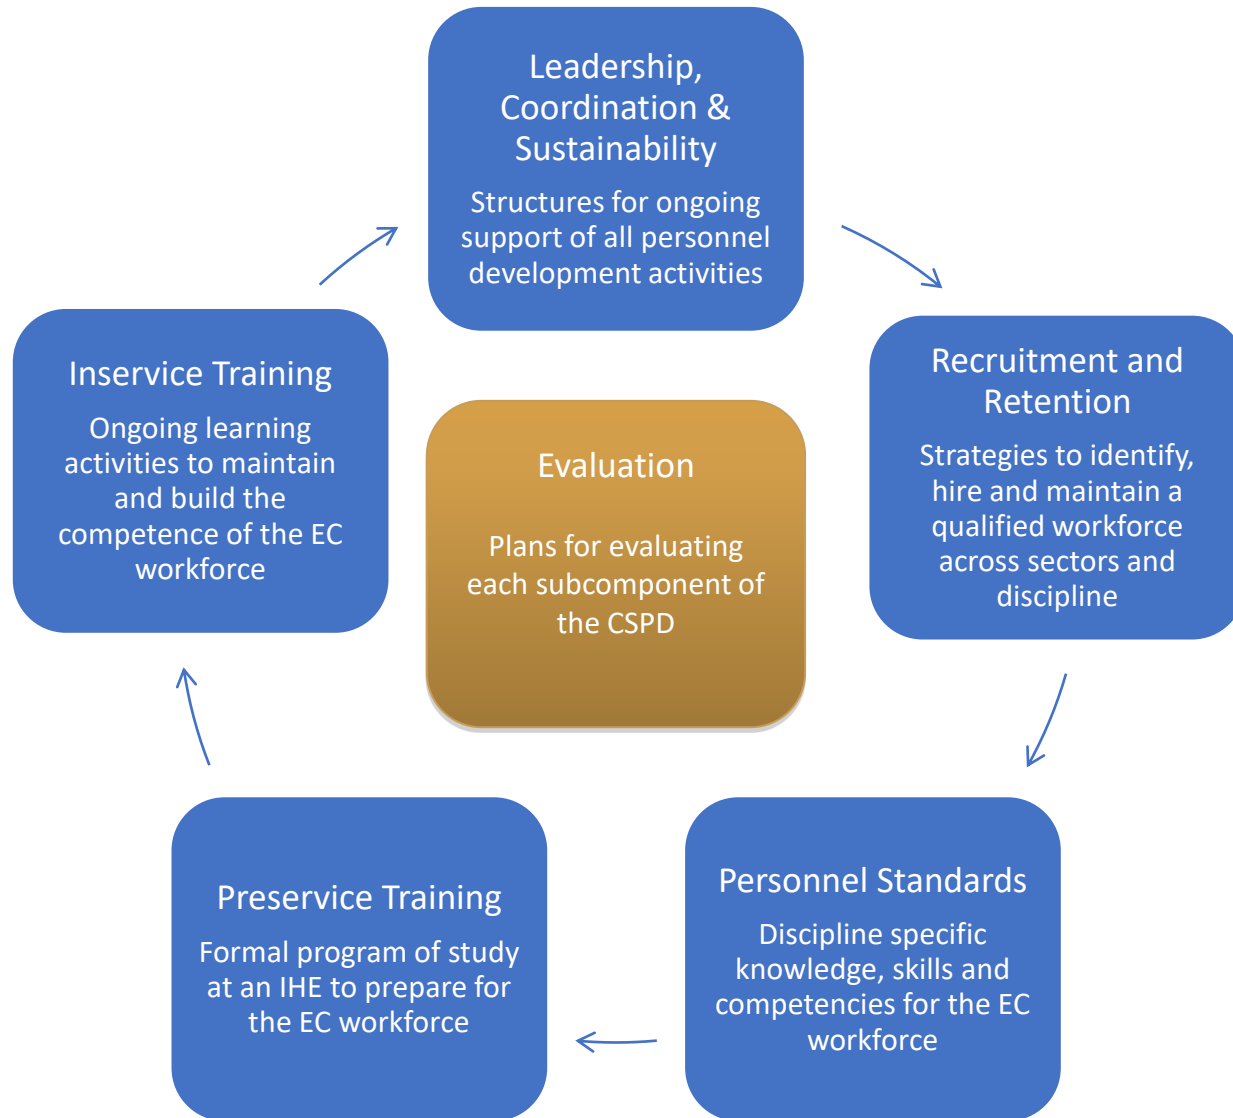 Leadership,
Coordination &
Sustainability
Structures for ongoing
support of all personnel
development activities
Recruitment and
Retention
Strategies to identify,
hire and maintain a
qualified workforce
across sectors and
discipline
Personnel Standards
Discipline specific
knowledge, skills and
competencies for the EC
workforce
Preservice Training
Formal program of study
at an IHE to prepare for
the EC workforce
Inservice Training
Ongoing learning
activities to maintain
and build the
competence of the EC
workforce
Evaluation
Plans for evaluating
each subcomponent of
the CSPD